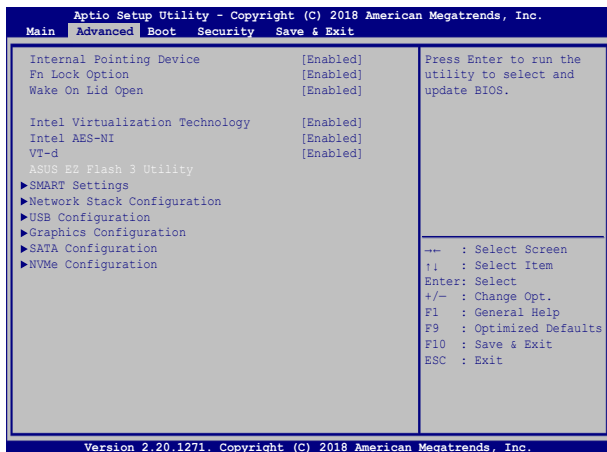 Aptio Setup Utility - Copyright (C) 2018 American Megatrends, Inc.
Main Advanced Boot Security Save & Exit
Internal Pointing Device [Enabled]
Fn Lock Option [Enabled]
Wake On Lid Open [Enabled]
Intel Virtualization Technology [Enabled]
Intel AES-NI [Enabled]
VT-d [Enabled]
ASUS EZ Flash 3 Utility
▶SMART Settings
▶Network Stack Configuration
▶USB Configuration
▶Graphics Configuration
▶SATA Configuration
▶NVMe Configuration
Press Enter to run the
utility to select and
update BIOS.
→← : Select Screen
↑↓ : Select Item
Enter: Select
+/— : Change Opt.
F1 : General Help
F9 : Optimized Defaults
F10 : Save & Exit
ESC : Exit
Version 2.20.1271. Copyright (C) 2018 American Megatrends, Inc.